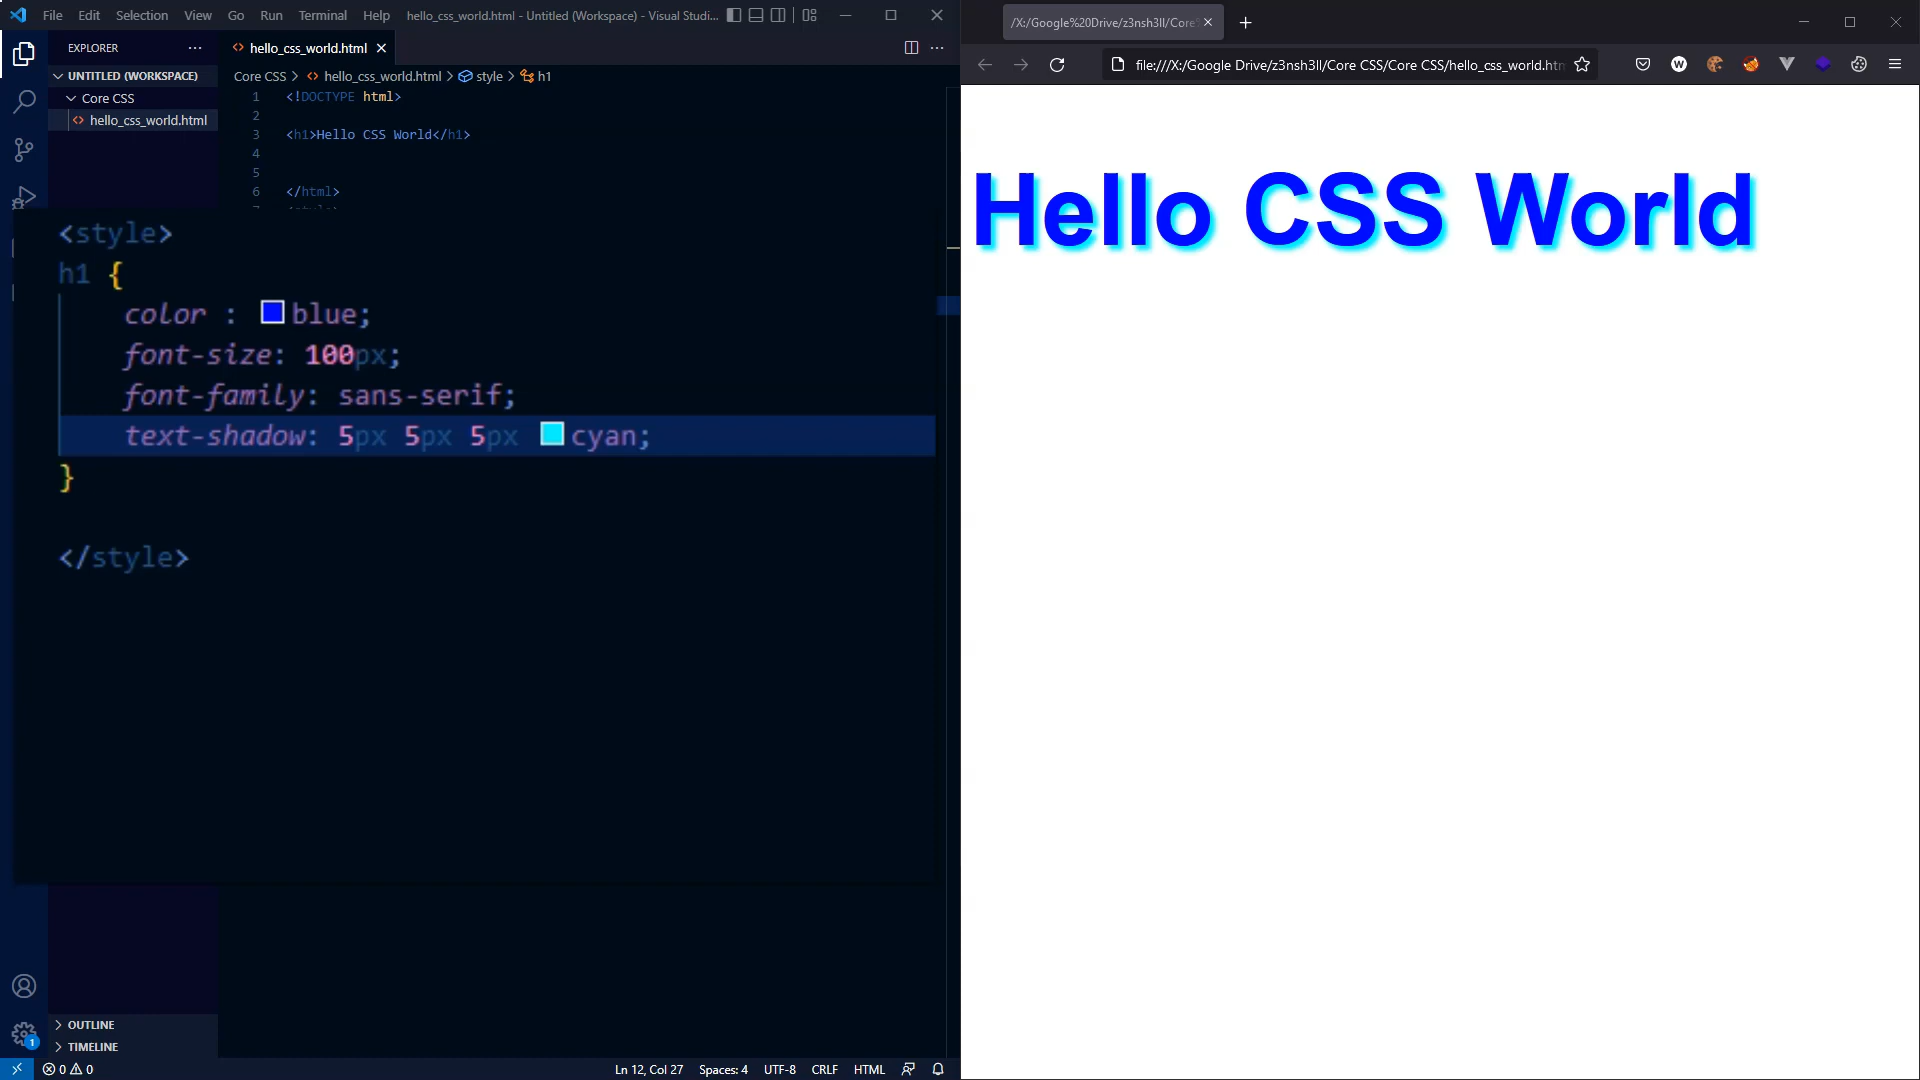 File Edit Selection View Go Run Terminal Help hello_css_world.html - Untitled (Workspace) - Visual Studi...
EXPLORER
hello_css_world.html
UNTITLED (WORKSPACE)
Core CSS
hello_css_world.html
Core CSS > hello_css_world.html > style > h1
1 <!DOCTYPE html>
2
3 <h1>Hello CSS World</h1>
4
5
6 </html>
<style>
h1 {
color : blue;
font-size: 100px;
font-family: sans-serif;
text-shadow: 5px 5px 5px cyan;
}
</style>
OUTLINE
TIMELINE
1
0 0
Ln 12, Col 27 Spaces: 4 UTF-8 CRLF HTML
/X:/Google%20Drive/z3nsh3ll/Core%
file:///X:/Google Drive/z3nsh3ll/Core CSS/Core CSS/hello_css_world.htm
W
Hello CSS World